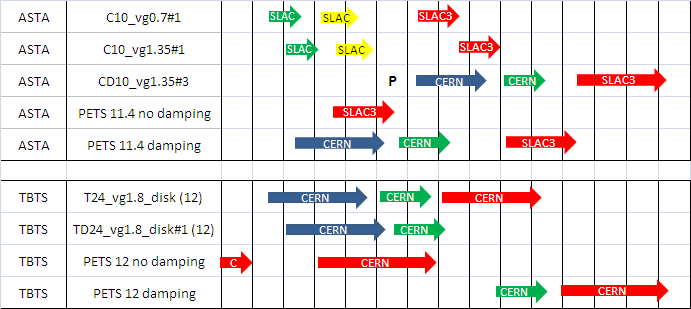 ASTA C10_vg0.7#1 SLAC SLAC SLAC3
ASTA C10_vg1.35#1 SLAC SLAC SLAC3
ASTA CD10_vg1.35#3 P CERN CERN SLAC3
ASTA PETS 11.4 no damping SLAC3
ASTA PETS 11.4 damping CERN CERN SLAC3
TBTS T24_vg1.8_disk (12) CERN CERN CERN
TBTS TD24_vg1.8_disk#1 (12) CERN CERN
TBTS PETS 12 no damping C CERN
TBTS PETS 12 damping CERN CERN